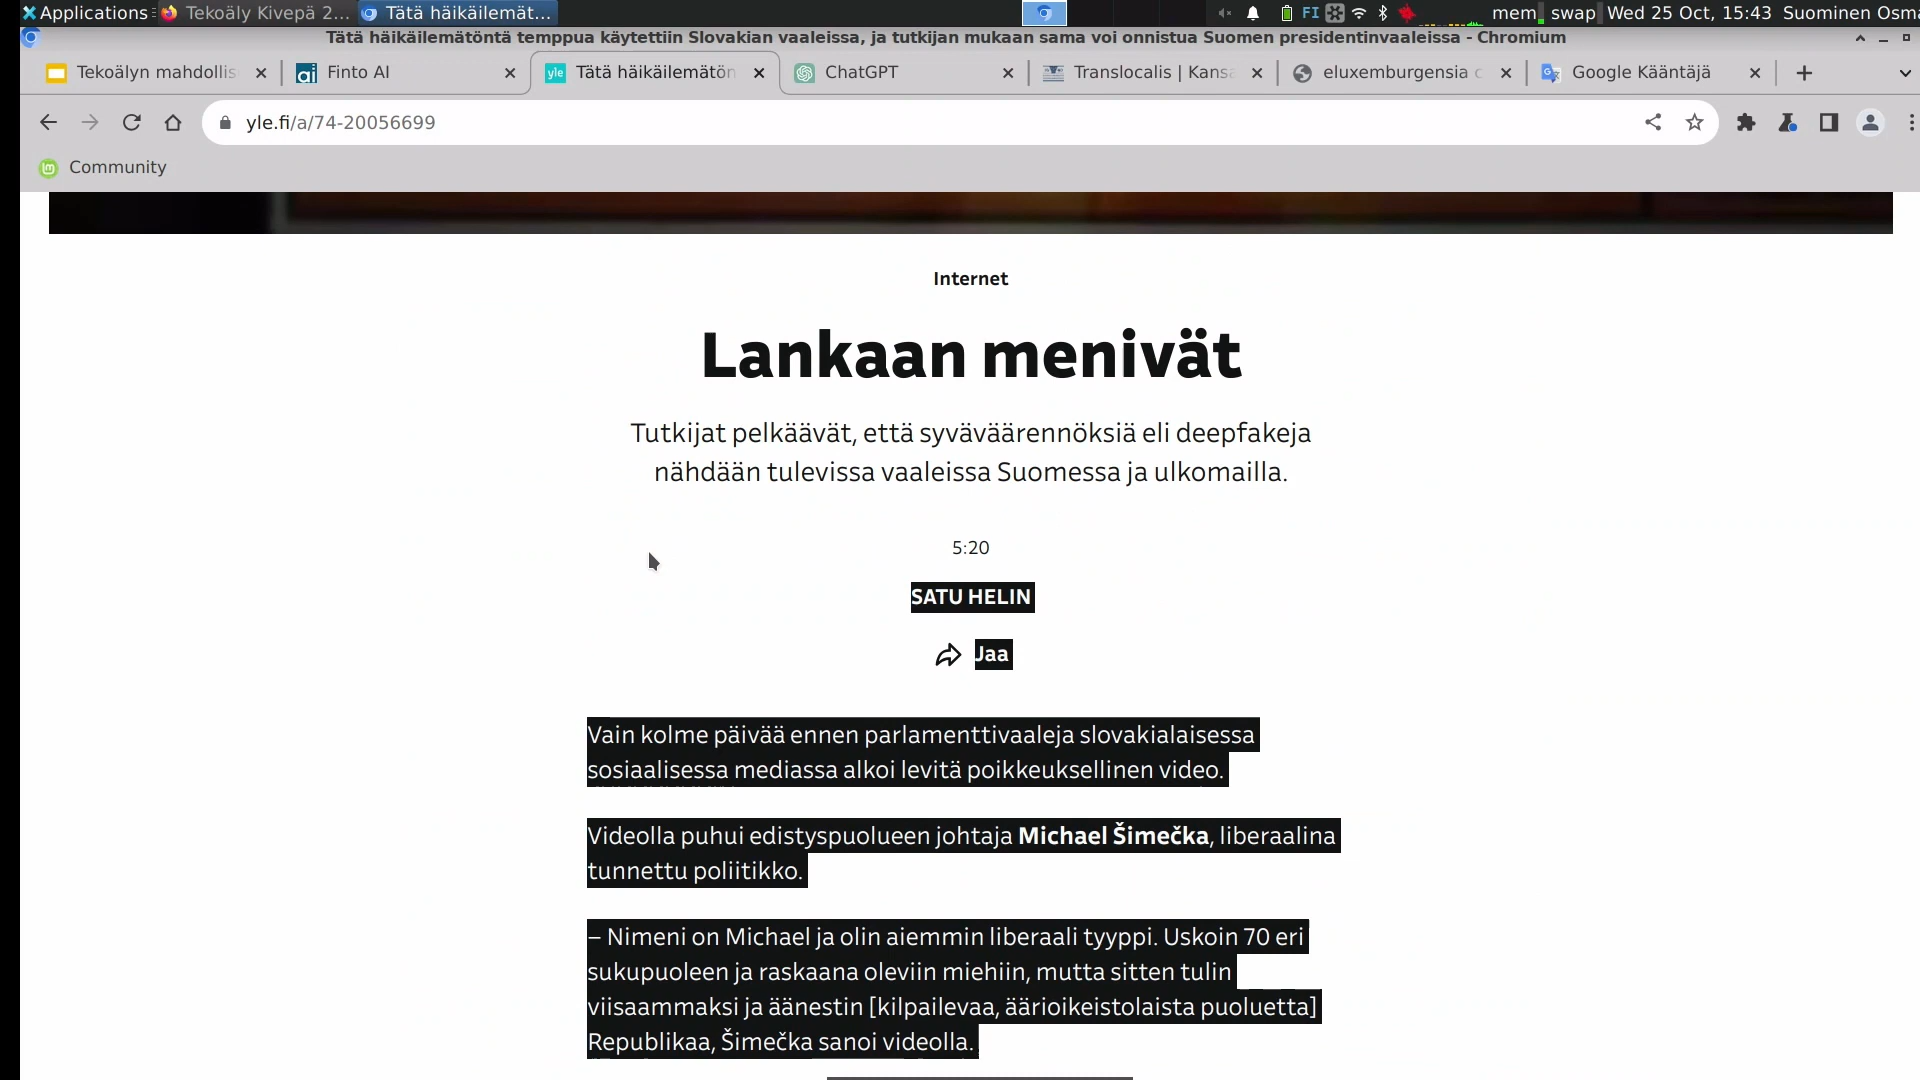 Applications Tekoäly Kivepä 2... Tätä häikäilemät... FI mem swap Wed 25 Oct, 15:43 Suominen Osma
Tätä häikäilemätöntä temppua käytettiin Slovakian vaaleissa, ja tutkijan mukaan sama voi onnistua Suomen presidentinvaaleissa - Chromium
Tekoälyn mahdollis Finto AI Tätä häikäilemätön ChatGPT Translocalis | Kansa eluxemburgensia c Google Kääntäjä
yle.fi/a/74-20056699
Community
Internet
Lankaan menivät
Tutkijat pelkäävät, että syväväärennöksiä eli deepfakeja
nähdään tulevissa vaaleissa Suomessa ja ulkomailla.
5:20
SATU HELIN
Jaa
Vain kolme päivää ennen parlamenttivaaleja slovakialaisessa
sosiaalisessa mediassa alkoi levitä poikkeuksellinen video.
Videolla puhui edistyspuolueen johtaja Michael Šimečka, liberaalina
tunnettu poliitikko.
– Nimeni on Michael ja olin aiemmin liberaali tyyppi. Uskoin 70 eri
sukupuoleen ja raskaana oleviin miehiin, mutta sitten tulin
viisaammaksi ja äänestin [kilpailevaa, äärioikeistolaista puoluetta]
Republikaa, Šimečka sanoi videolla.